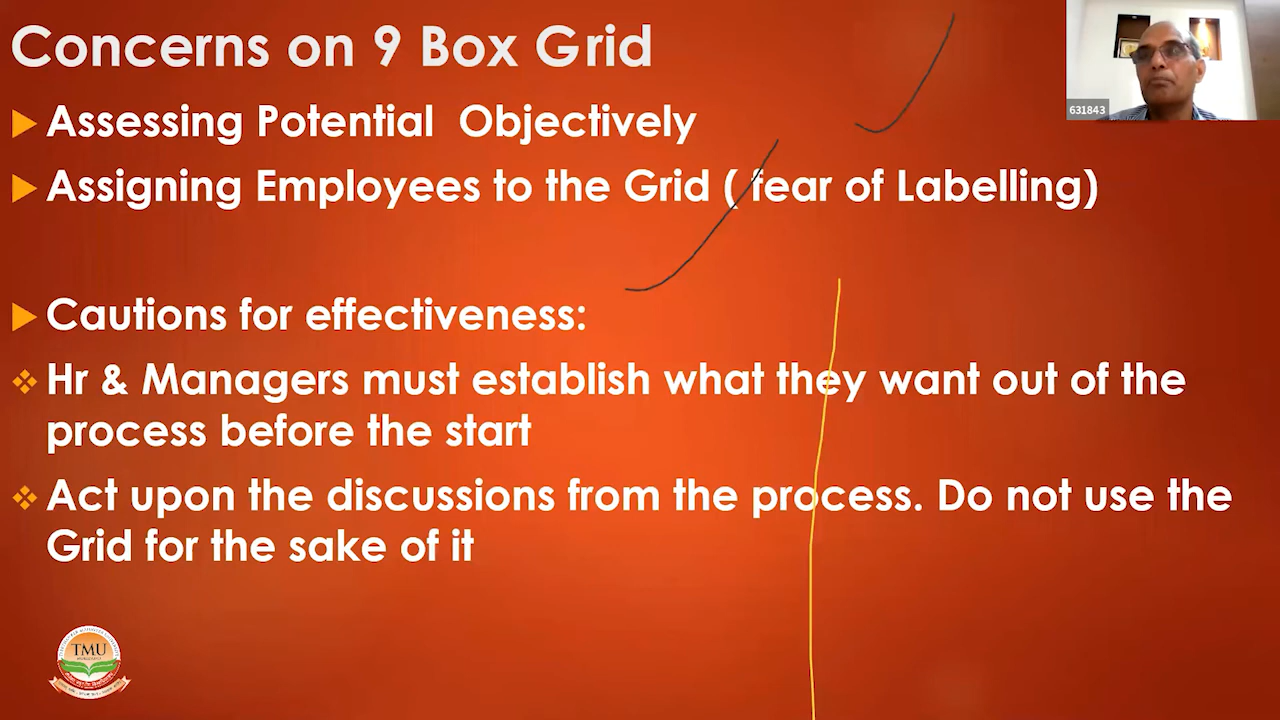 Concerns on 9 Box Grid
631843
Assessing Potential  Objectively
Assigning Employees to the Grid ( fear of Labelling)
Cautions for effectiveness:
Hr & Managers must establish what they want out of the
process before the start
Act upon the discussions from the process. Do not use the
Grid for the sake of it
TMU